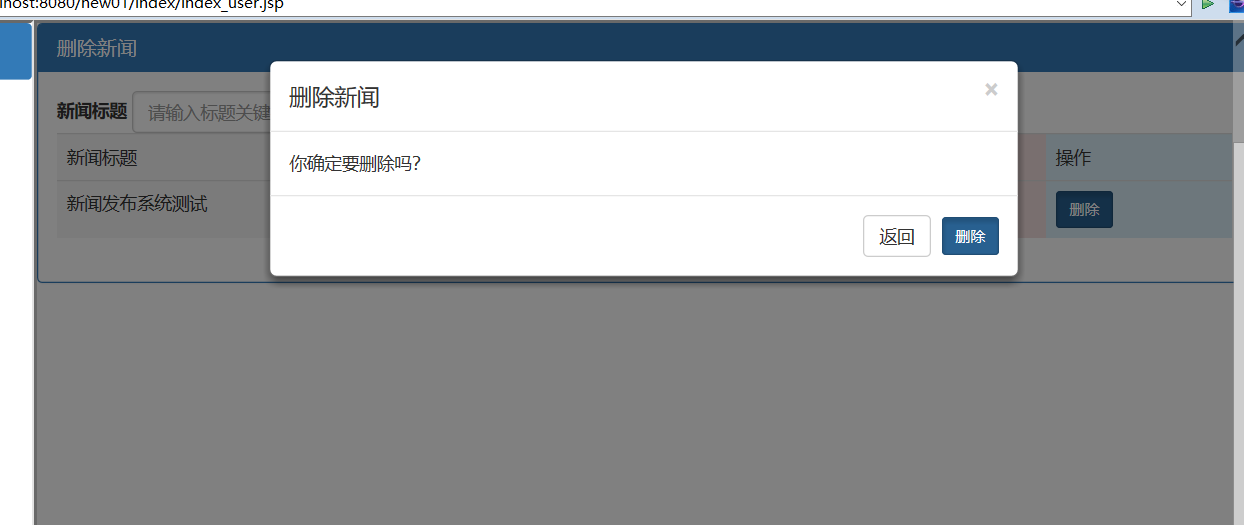 lhost:8080/new01/index/index_user.jsp
删除新闻
删除新闻
×
新闻标题 请输入标题关键
你确定要删除吗?
新闻标题 操作
新闻发布系统测试 删除
返回 删除